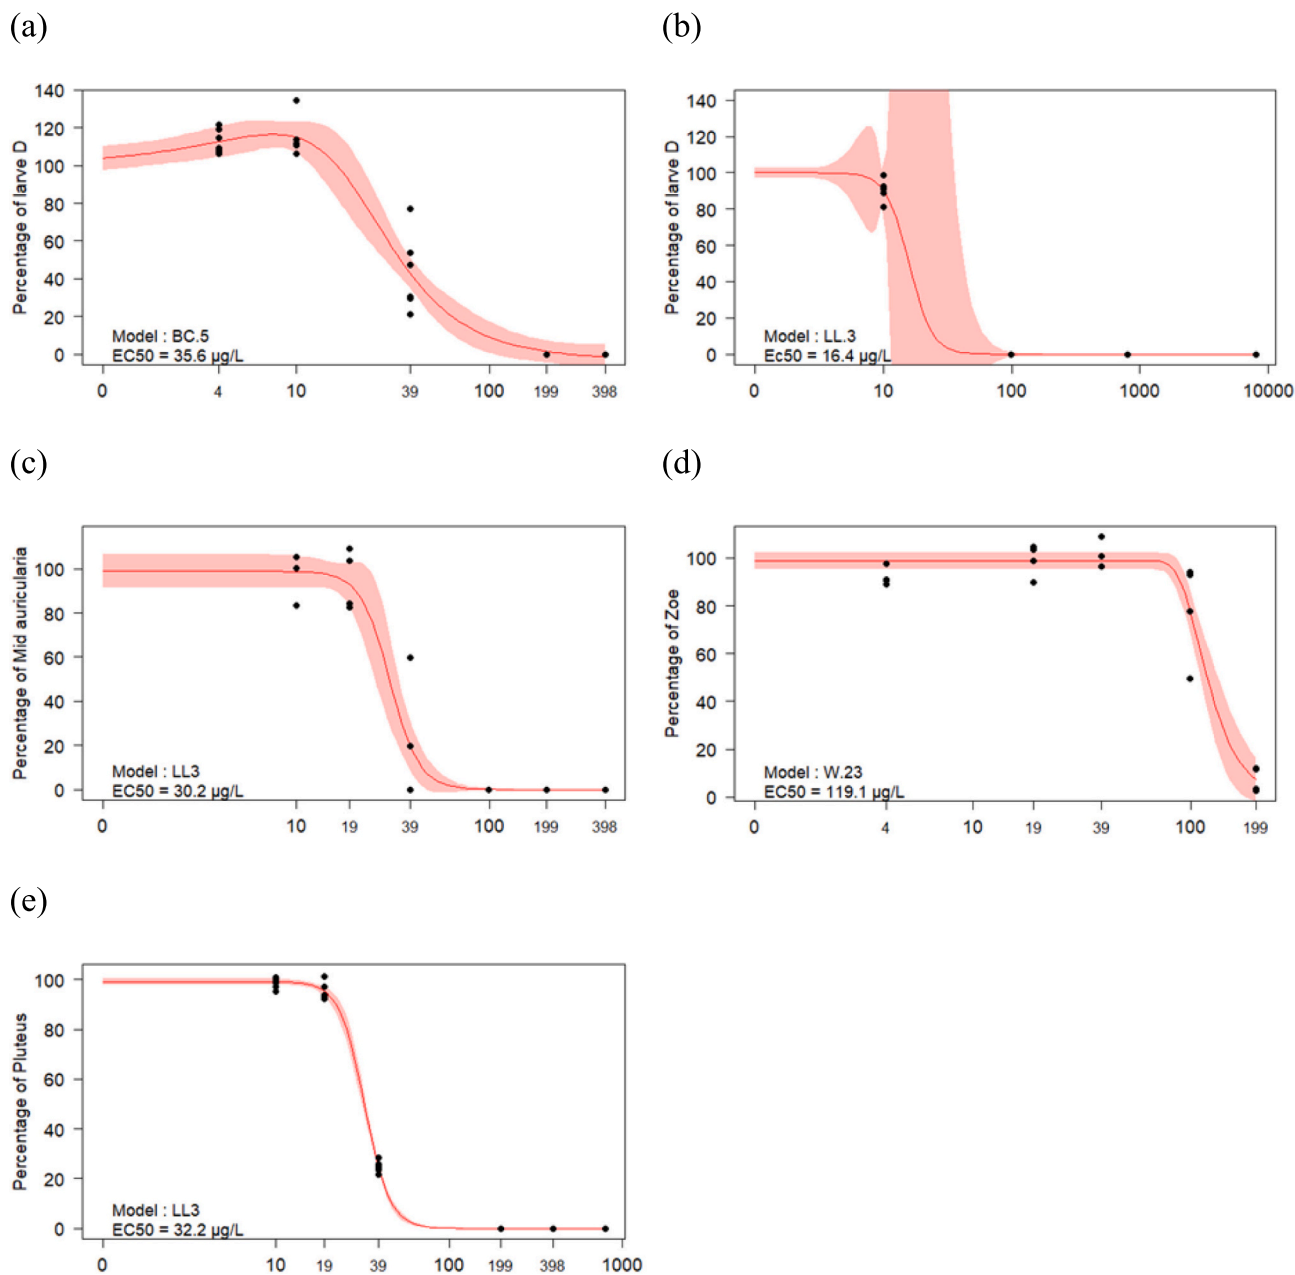 (a)
140
120
100
80
60
40
20
0
Percentage of larve D
Model : BC.5
EC50 = 35.6 µg/L
0 4 10 39 100 199 398
(b)
140
120
100
80
60
40
20
0
Percentage of larve D
Model : LL.3
Ec50 = 16.4 µg/L
0 10 100 1000 10000
(c)
100
80
60
40
20
0
Percentage of Mid auricularia
Model : LL3
EC50 = 30.2 µg/L
0 10 19 39 100 199 398
(d)
100
80
60
40
20
0
Percentage of Zoe
Model : W.23
EC50 = 119.1 µg/L
0 4 10 19 39 100 199
(e)
100
80
60
40
20
0
Percentage of Pluteus
Model : LL3
EC50 = 32.2 µg/L
0 10 19 39 100 199 398 1000